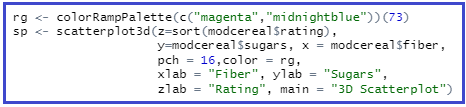 rg <- colorRampPalette(c("magenta","midnightblue"))(73)
sp <- scatterplot3d(z=sort(modcereal$rating),
y=modcereal$sugars, x = modcereal$fiber,
pch = 16,color = rg,
xlab = "Fiber", ylab = "Sugars",
zlab = "Rating", main = "3D Scatterplot")